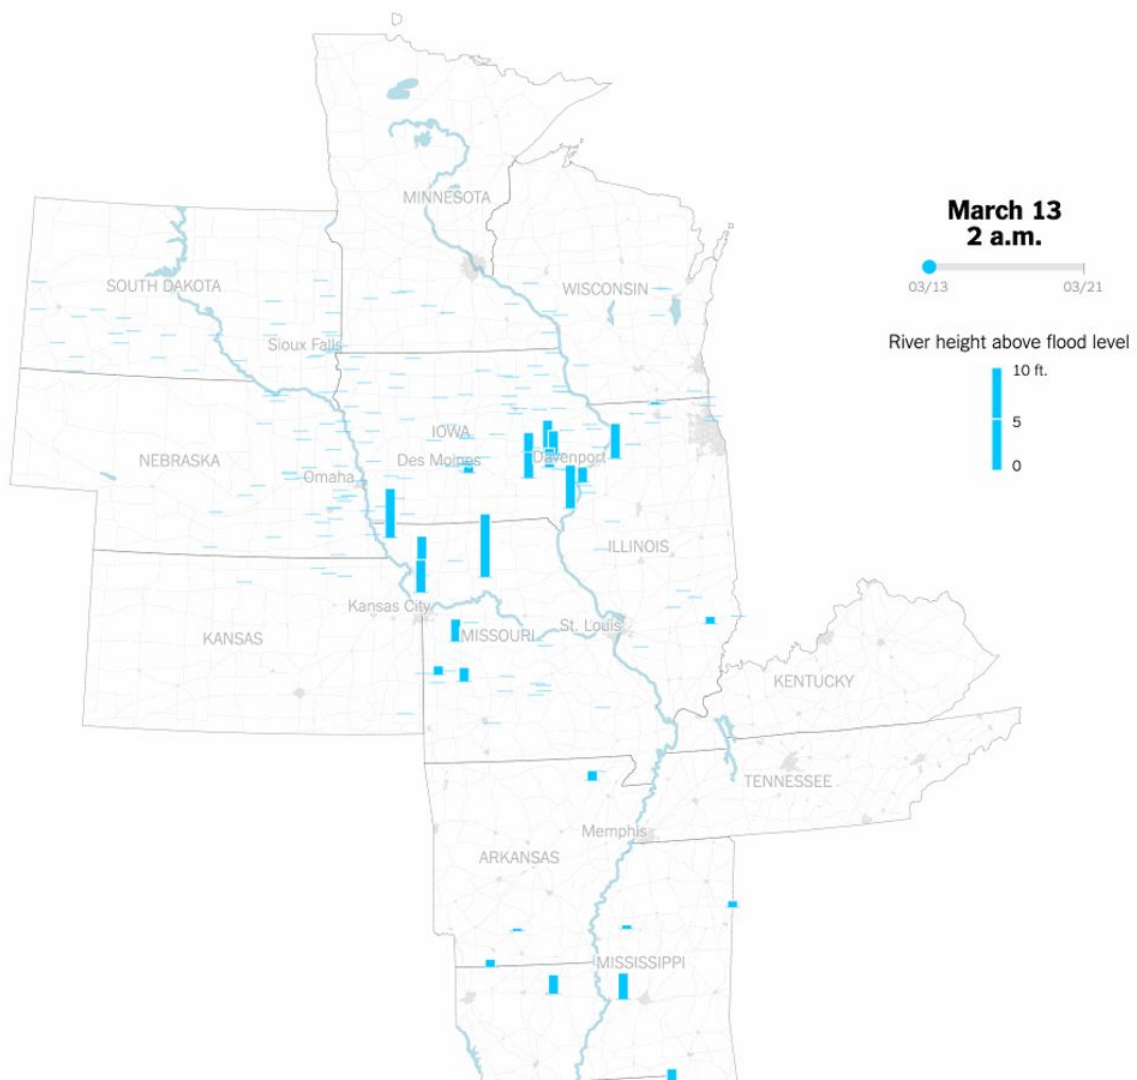 MINNESOTA
March 13
2 a.m.
03/13
03/21
SOUTH DAKOTA
WISCONSIN
River height above flood level
Sioux Falls
10 ft.
5
0
IOWA
Des Moines
Davenport
NEBRASKA
Omaha
ILLINOIS
Kansas City
St. Louis
MISSOURI
KANSAS
KENTUCKY
TENNESSEE
Memphis
ARKANSAS
MISSISSIPPI